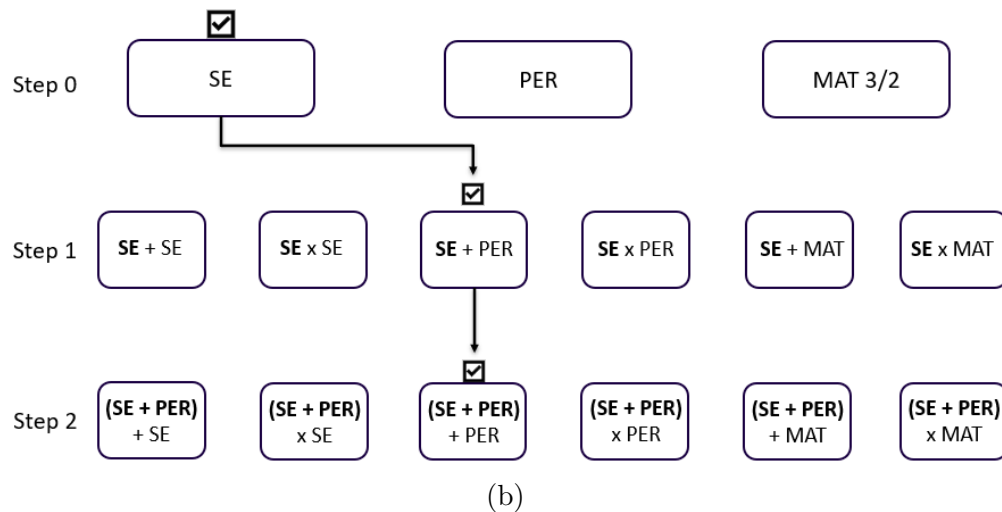 Step 0
SE
PER
MAT 3/2
Step 1
SE + SE
SE x SE
SE + PER
SE x PER
SE + MAT
SE x MAT
Step 2
(SE + PER)
+ SE
(SE + PER)
x SE
(SE + PER)
+ PER
(SE + PER)
x PER
(SE + PER)
+ MAT
(SE + PER)
x MAT
(b)